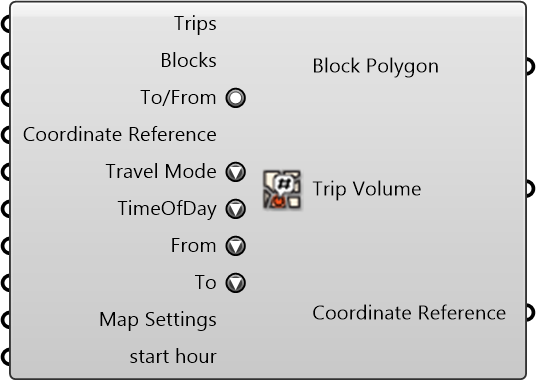 Trips
Blocks
To/From
Coordinate Reference
Travel Mode
TimeOfDay
From
To
Map Settings
start hour
Block Polygon
#
Trip Volume
Coordinate Reference